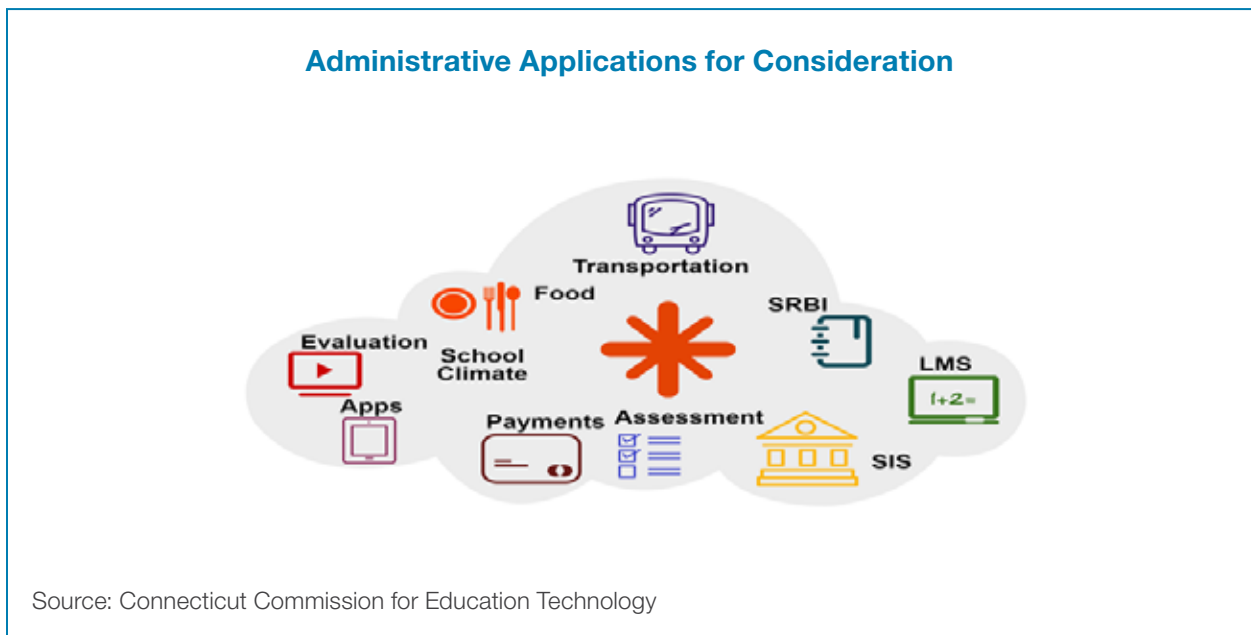 Administrative Applications for Consideration
Transportation
Food
SRBI
Evaluation
School
Climate
LMS
1+2=
Apps
Payments
Assessment
SIS
Source: Connecticut Commission for Education Technology